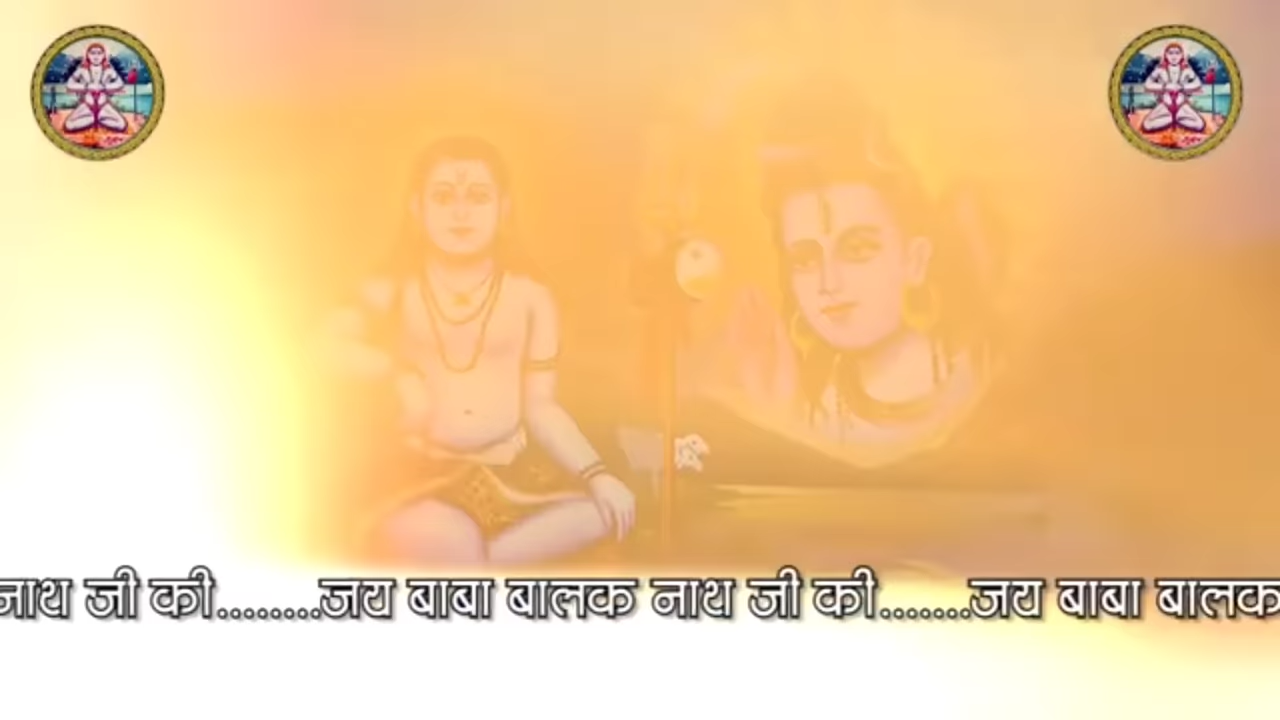 नाथ जी की........जय बाबा बालक नाथ जी की.......जय बाबा बालक